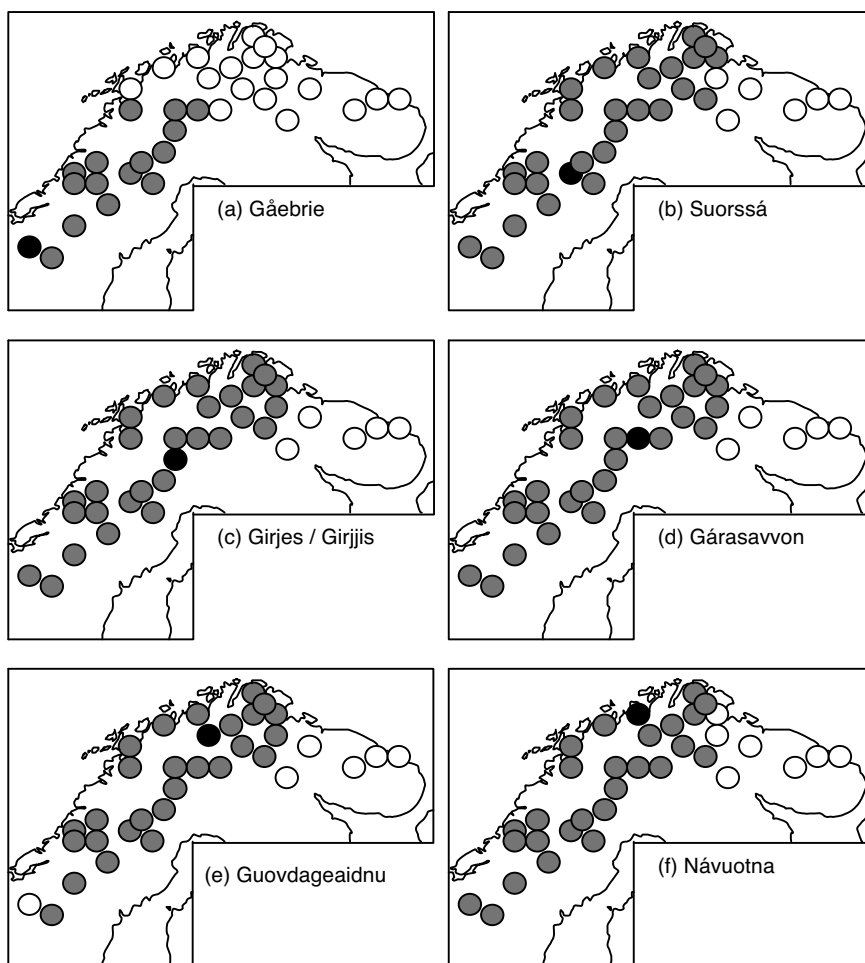 (a) Gåebrie
(b) Suorssá
(c) Girjes / Girjjis
(d) Gárasavvon
(e) Guovdageaidnu
(f) Návuotna